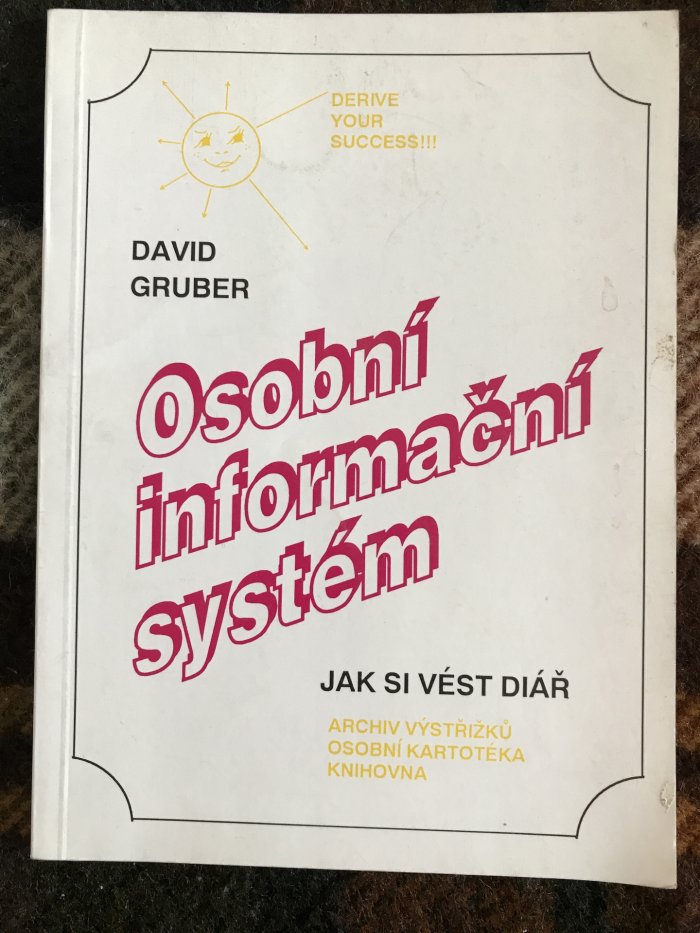 DERIVE
YOUR
SUCCESS!!!
DAVID
GRUBER
Osobní
informační
systém
JAK SI VÉST DIÁŘ
ARCHIV VÝSTŘIŽKŮ
OSOBNÍ KARTOTÉKA
KNIHOVNA